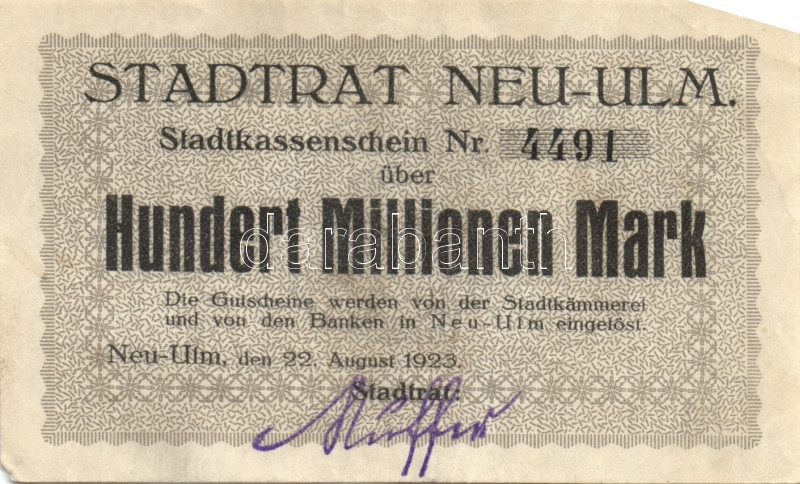 STADTRAT NEU-ULM.
Stadtkassenschein Nr. 4491
über
Hundert Millionen Mark
darabanth
Die Gutscheine werden von der Stadtkämmerei
und von den Banken in Neu-Ulm eingelöst.
Neu-Ulm, den 22. August 1923.
Stadtrat: